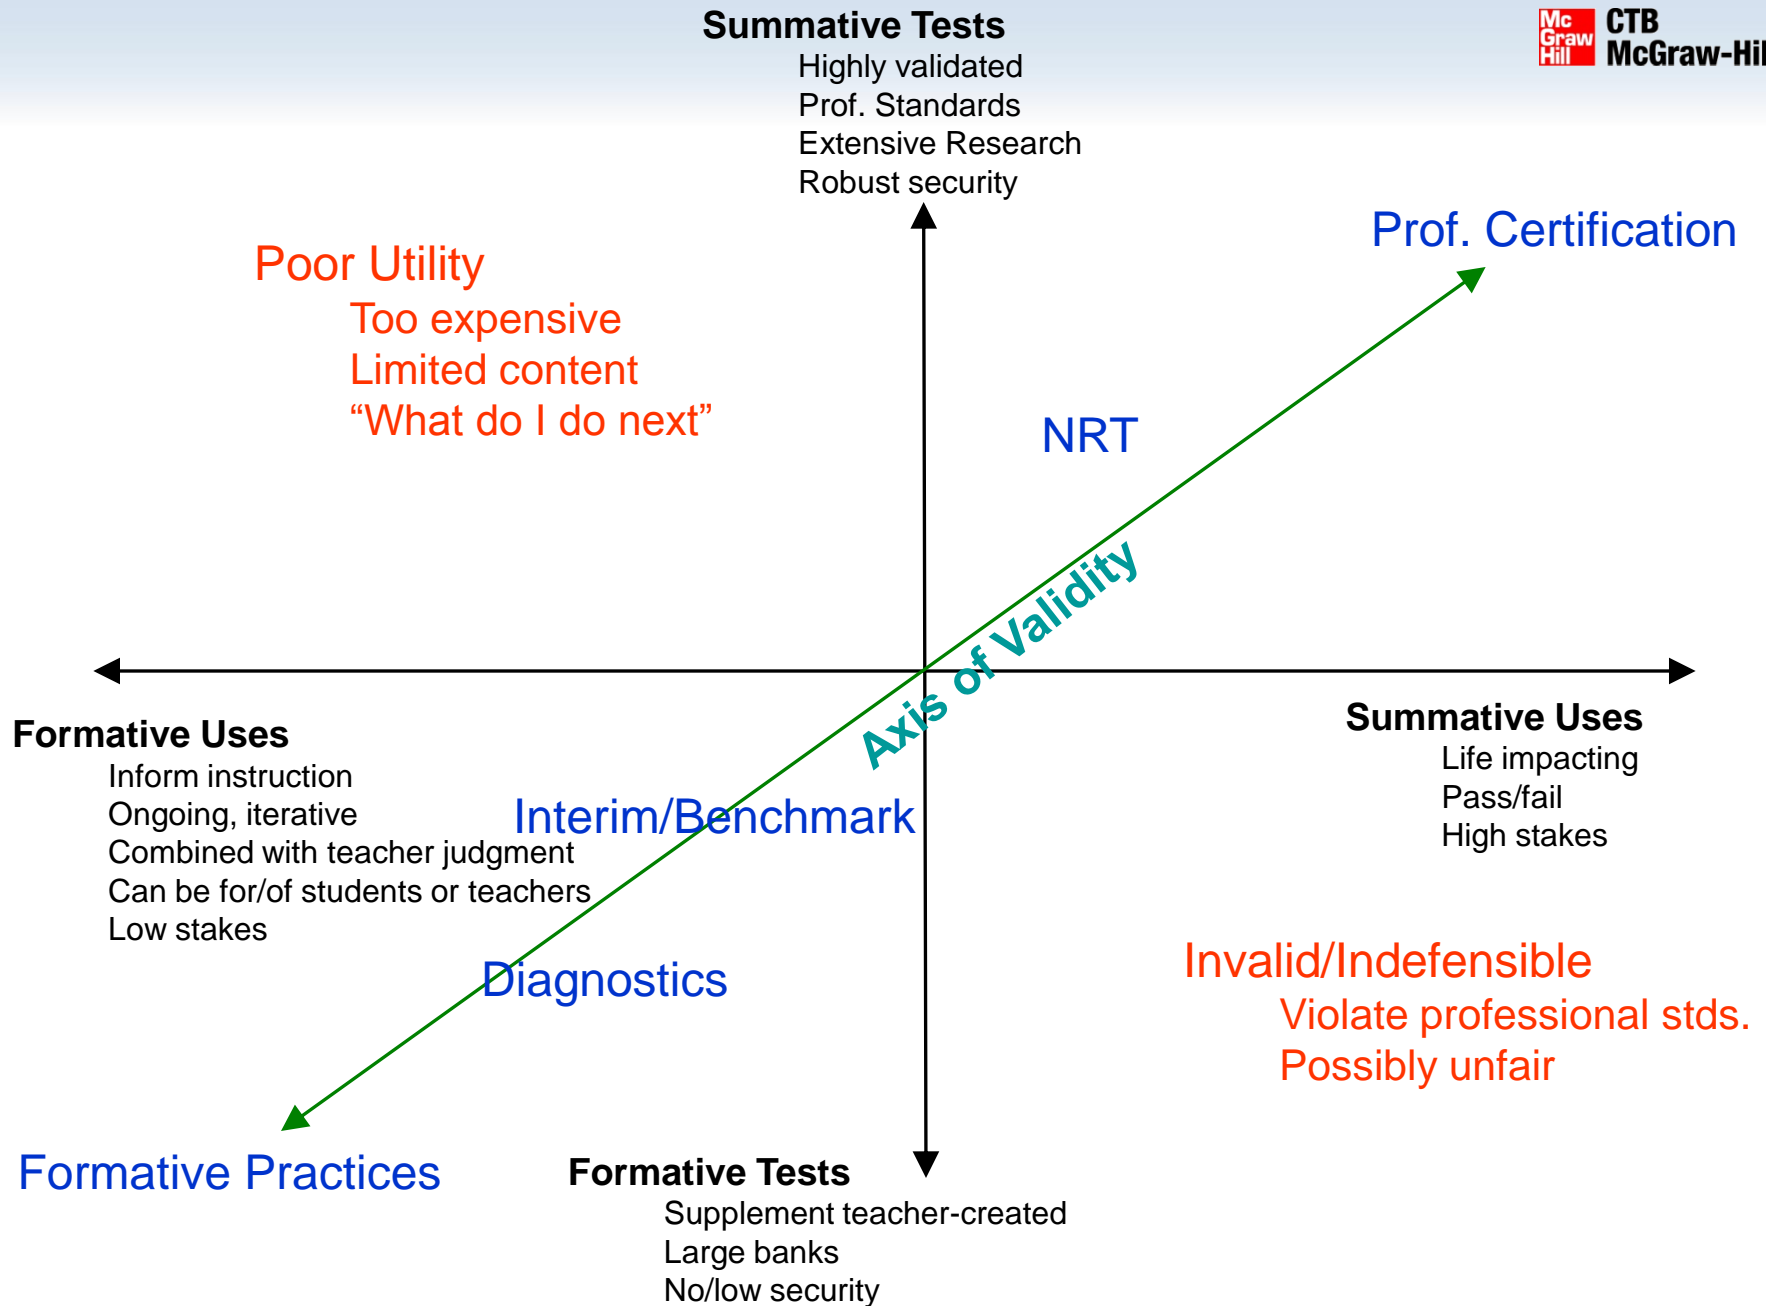 Summative Tests
Highly validated
Prof. Standards
Extensive Research
Robust security
Mc
Graw
Hill
CTB
McGraw-Hil
Prof. Certification
Poor Utility
Too expensive
Limited content
“What do I do next”
NRT
Axis of Validity
Formative Uses
Inform instruction
Ongoing, iterative
Combined with teacher judgment
Can be for/of students or teachers
Low stakes
Summative Uses
Life impacting
Pass/fail
High stakes
Interim/Benchmark
Diagnostics
Invalid/Indefensible
Violate professional stds.
Possibly unfair
Formative Practices
Formative Tests
Supplement teacher-created
Large banks
No/low security